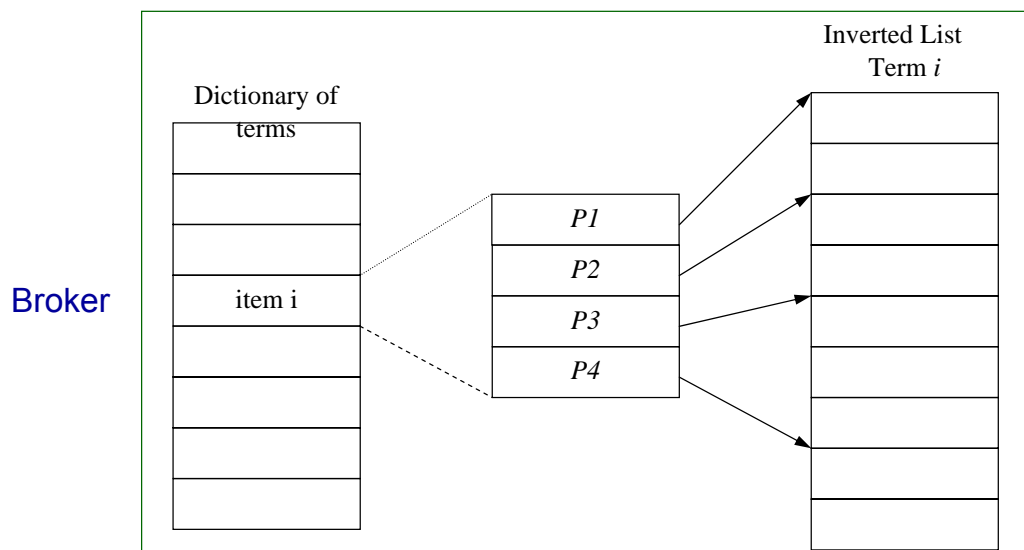 Inverted List
Term i
Dictionary of
terms
P1
P2
P3
P4
item i
Broker